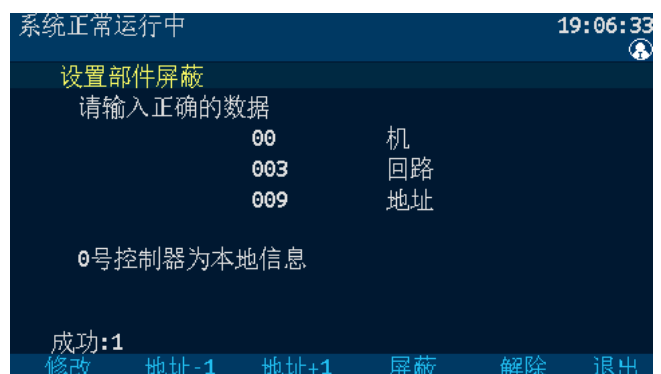 系统正常运行中 19:06:33
设置部件屏蔽
请输入正确的数据
00 机
003 回路
009 地址
0号控制器为本地信息
成功:1
修改 地址-1 地址+1 屏蔽 解除 退出